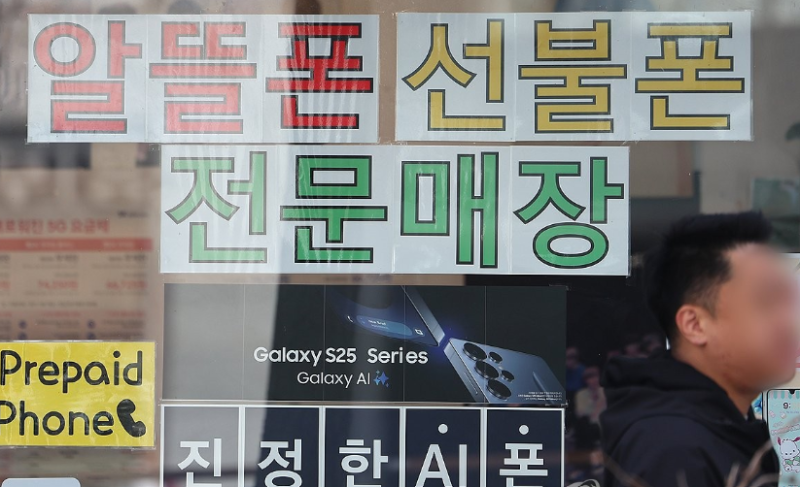 알뜰폰 선불폰
전문매장
Galaxy S25 Series
Galaxy AI
Prepaid
Phone
진정한 AI폰